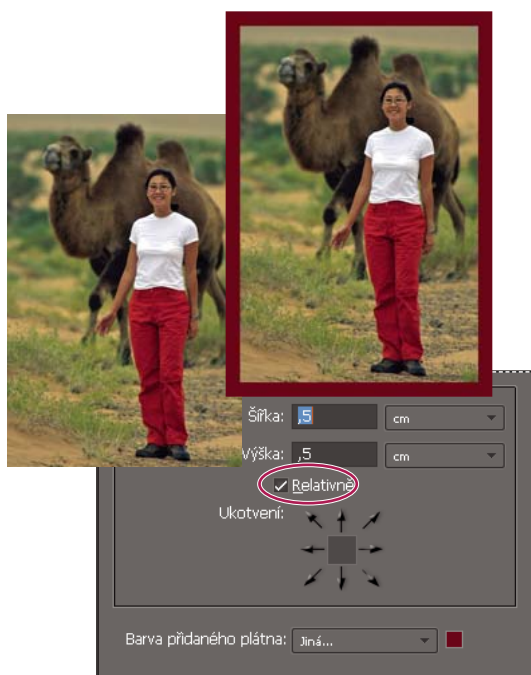 Šířka: ,5 cm
Výška: ,5 cm
Relativně
Ukotvení:
Barva přidaného plátna: Jiná...